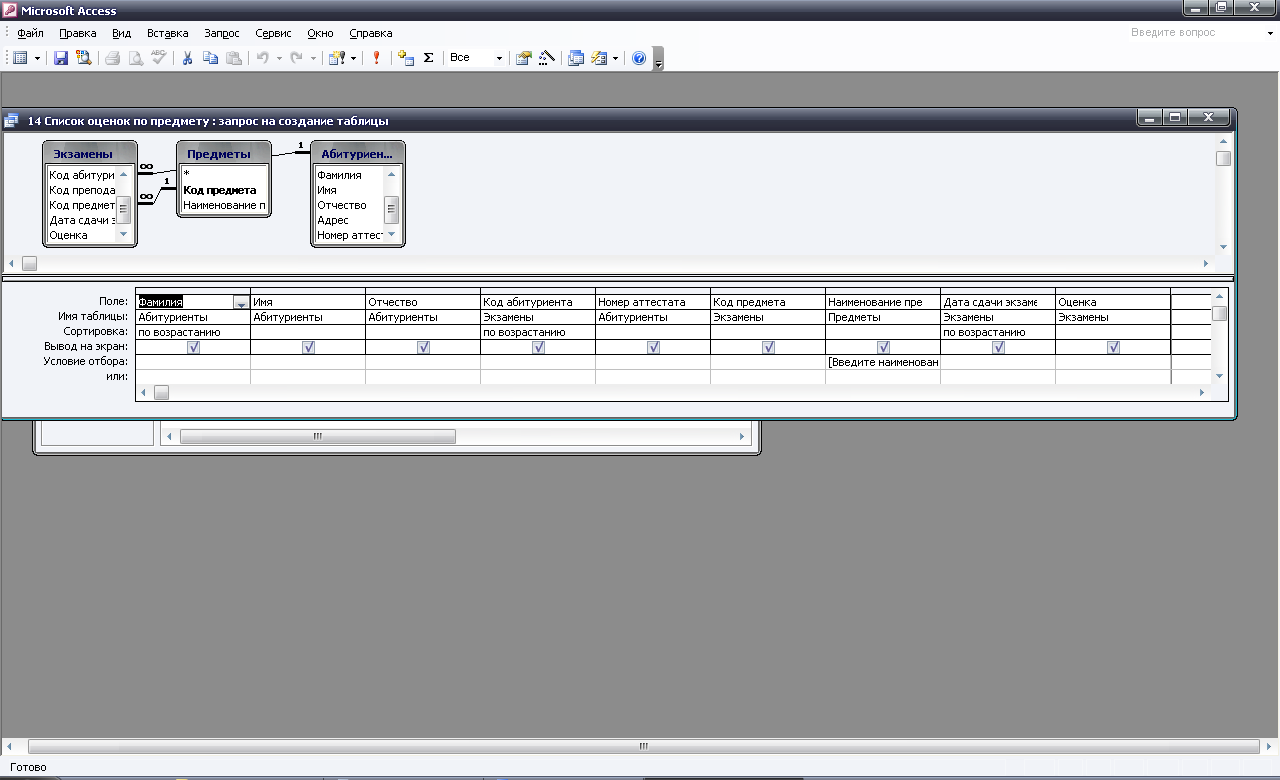 Microsoft Access
Файл Правка Вид Вставка Запрос Сервис Окно Справка Введите вопрос
Все
14 Список оценок по предмету : запрос на создание таблицы
Экзамены Предметы Абитуриен...
∞ 1
Код абитури * Фамилия
1
Код препода Код предмета Имя
∞
Код предмет Наименование п Отчество
Дата сдачи э Адрес
Оценка Номер аттест
Поле: Фамилия Имя Отчество Код абитуриента Номер аттестата Код предмета Наименование пре Дата сдачи экзаме Оценка
Имя таблицы: Абитуриенты Абитуриенты Абитуриенты Экзамены Абитуриенты Экзамены Предметы Экзамены Экзамены
Сортировка: по возрастанию по возрастанию по возрастанию
Вывод на экран:
Условие отбора: [Введите наименован
или:
Готово